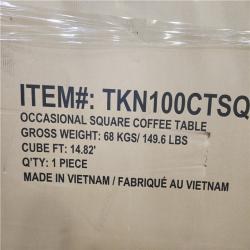 ITEM#: TKN100CTSQ
OCCASIONAL SQUARE COFFEE TABLE
GROSS WEIGHT: 68 KGS/ 149.6 LBS
CUBE FT: 14.82'
Q'TY: 1 PIECE
MADE IN VIETNAM / FABRIQUÉ AU VIETNAM